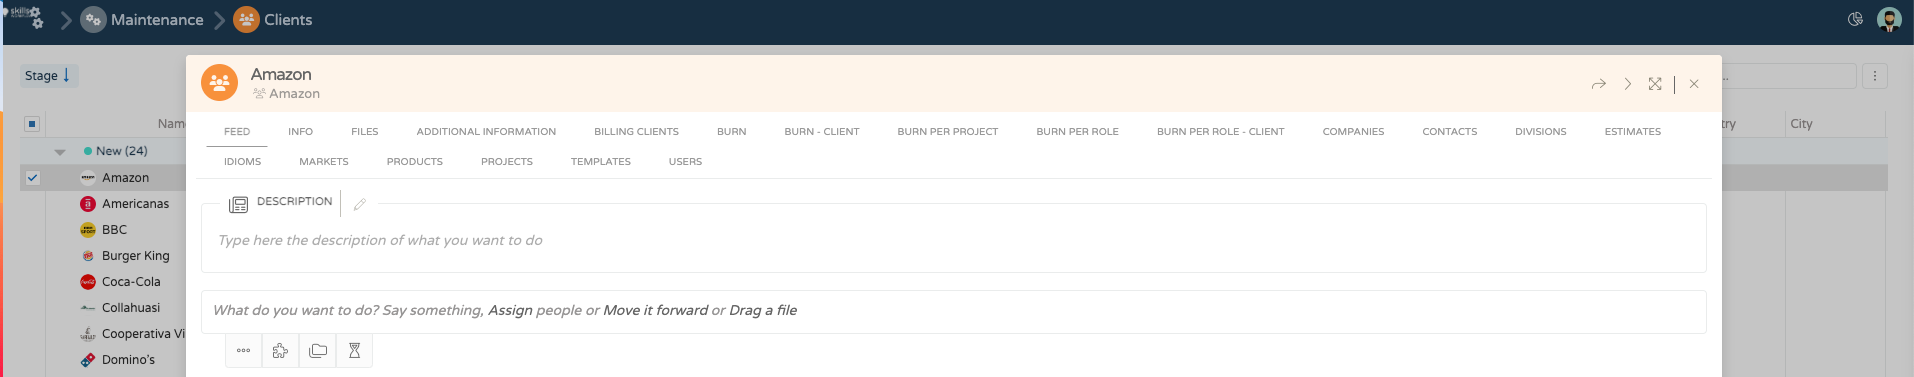 skills
Maintenance
Clients
Stage
Amazon
Amazon
FEED INFO FILES ADDITIONAL INFORMATION BILLING CLIENTS BURN BURN - CLIENT BURN PER PROJECT BURN PER ROLE BURN PER ROLE - CLIENT COMPANIES CONTACTS DIVISIONS ESTIMATES
IDIOMS MARKETS PRODUCTS PROJECTS TEMPLATES USERS
City
New (24)
Amazon
Americanas
BBC
Burger King
Coca-Cola
Collahuasi
Cooperativa Vi
Domino's
DESCRIPTION
Type here the description of what you want to do
What do you want to do? Say something, Assign people or Move it forward or Drag a file